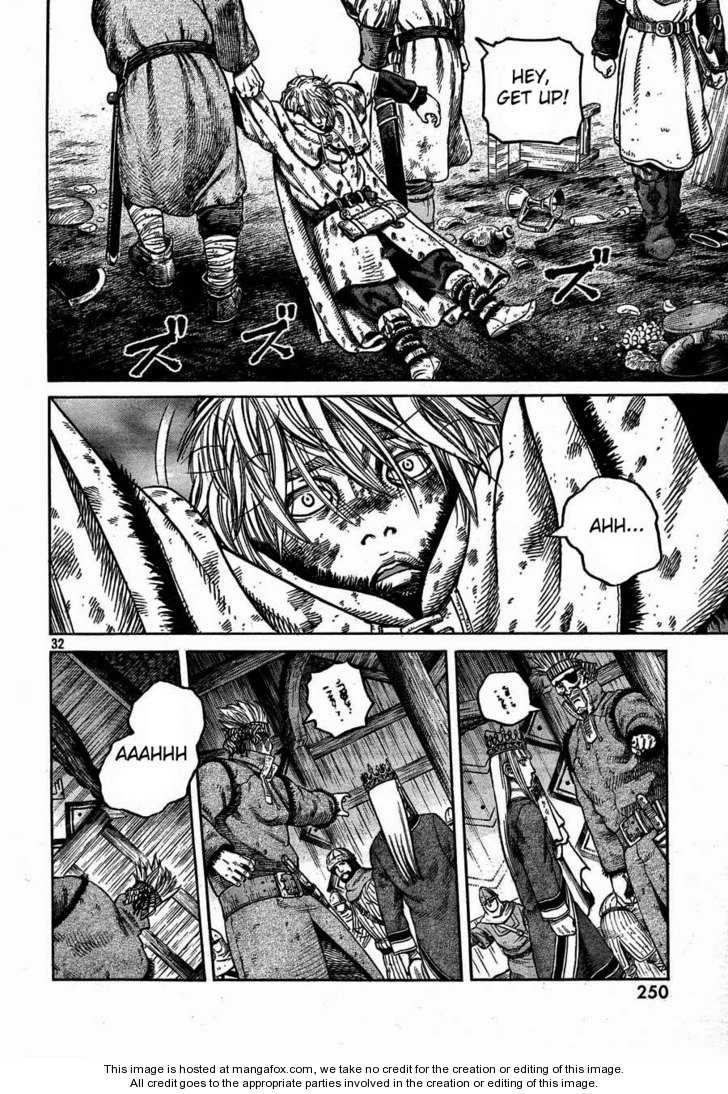 HEY,
GET UP!
ズ
ズ
ズ
AHH...
32
AAAHHH
250
This image is hosted at mangafox.com, we take no credit for the creation or editing of this image.
All credit goes to the appropriate parties involved in the creation or editing of this image.